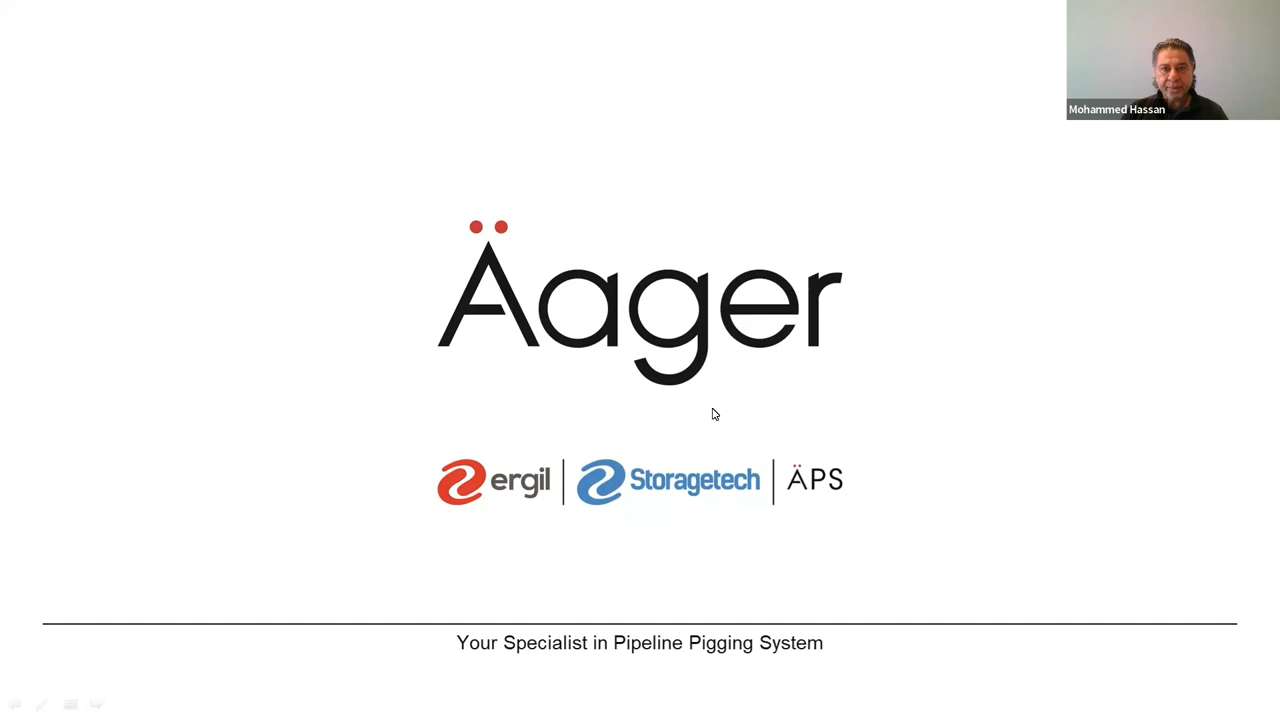 Mohammed Hassan
Äager
ergil | Storagetech | ÄPS
Your Specialist in Pipeline Pigging System